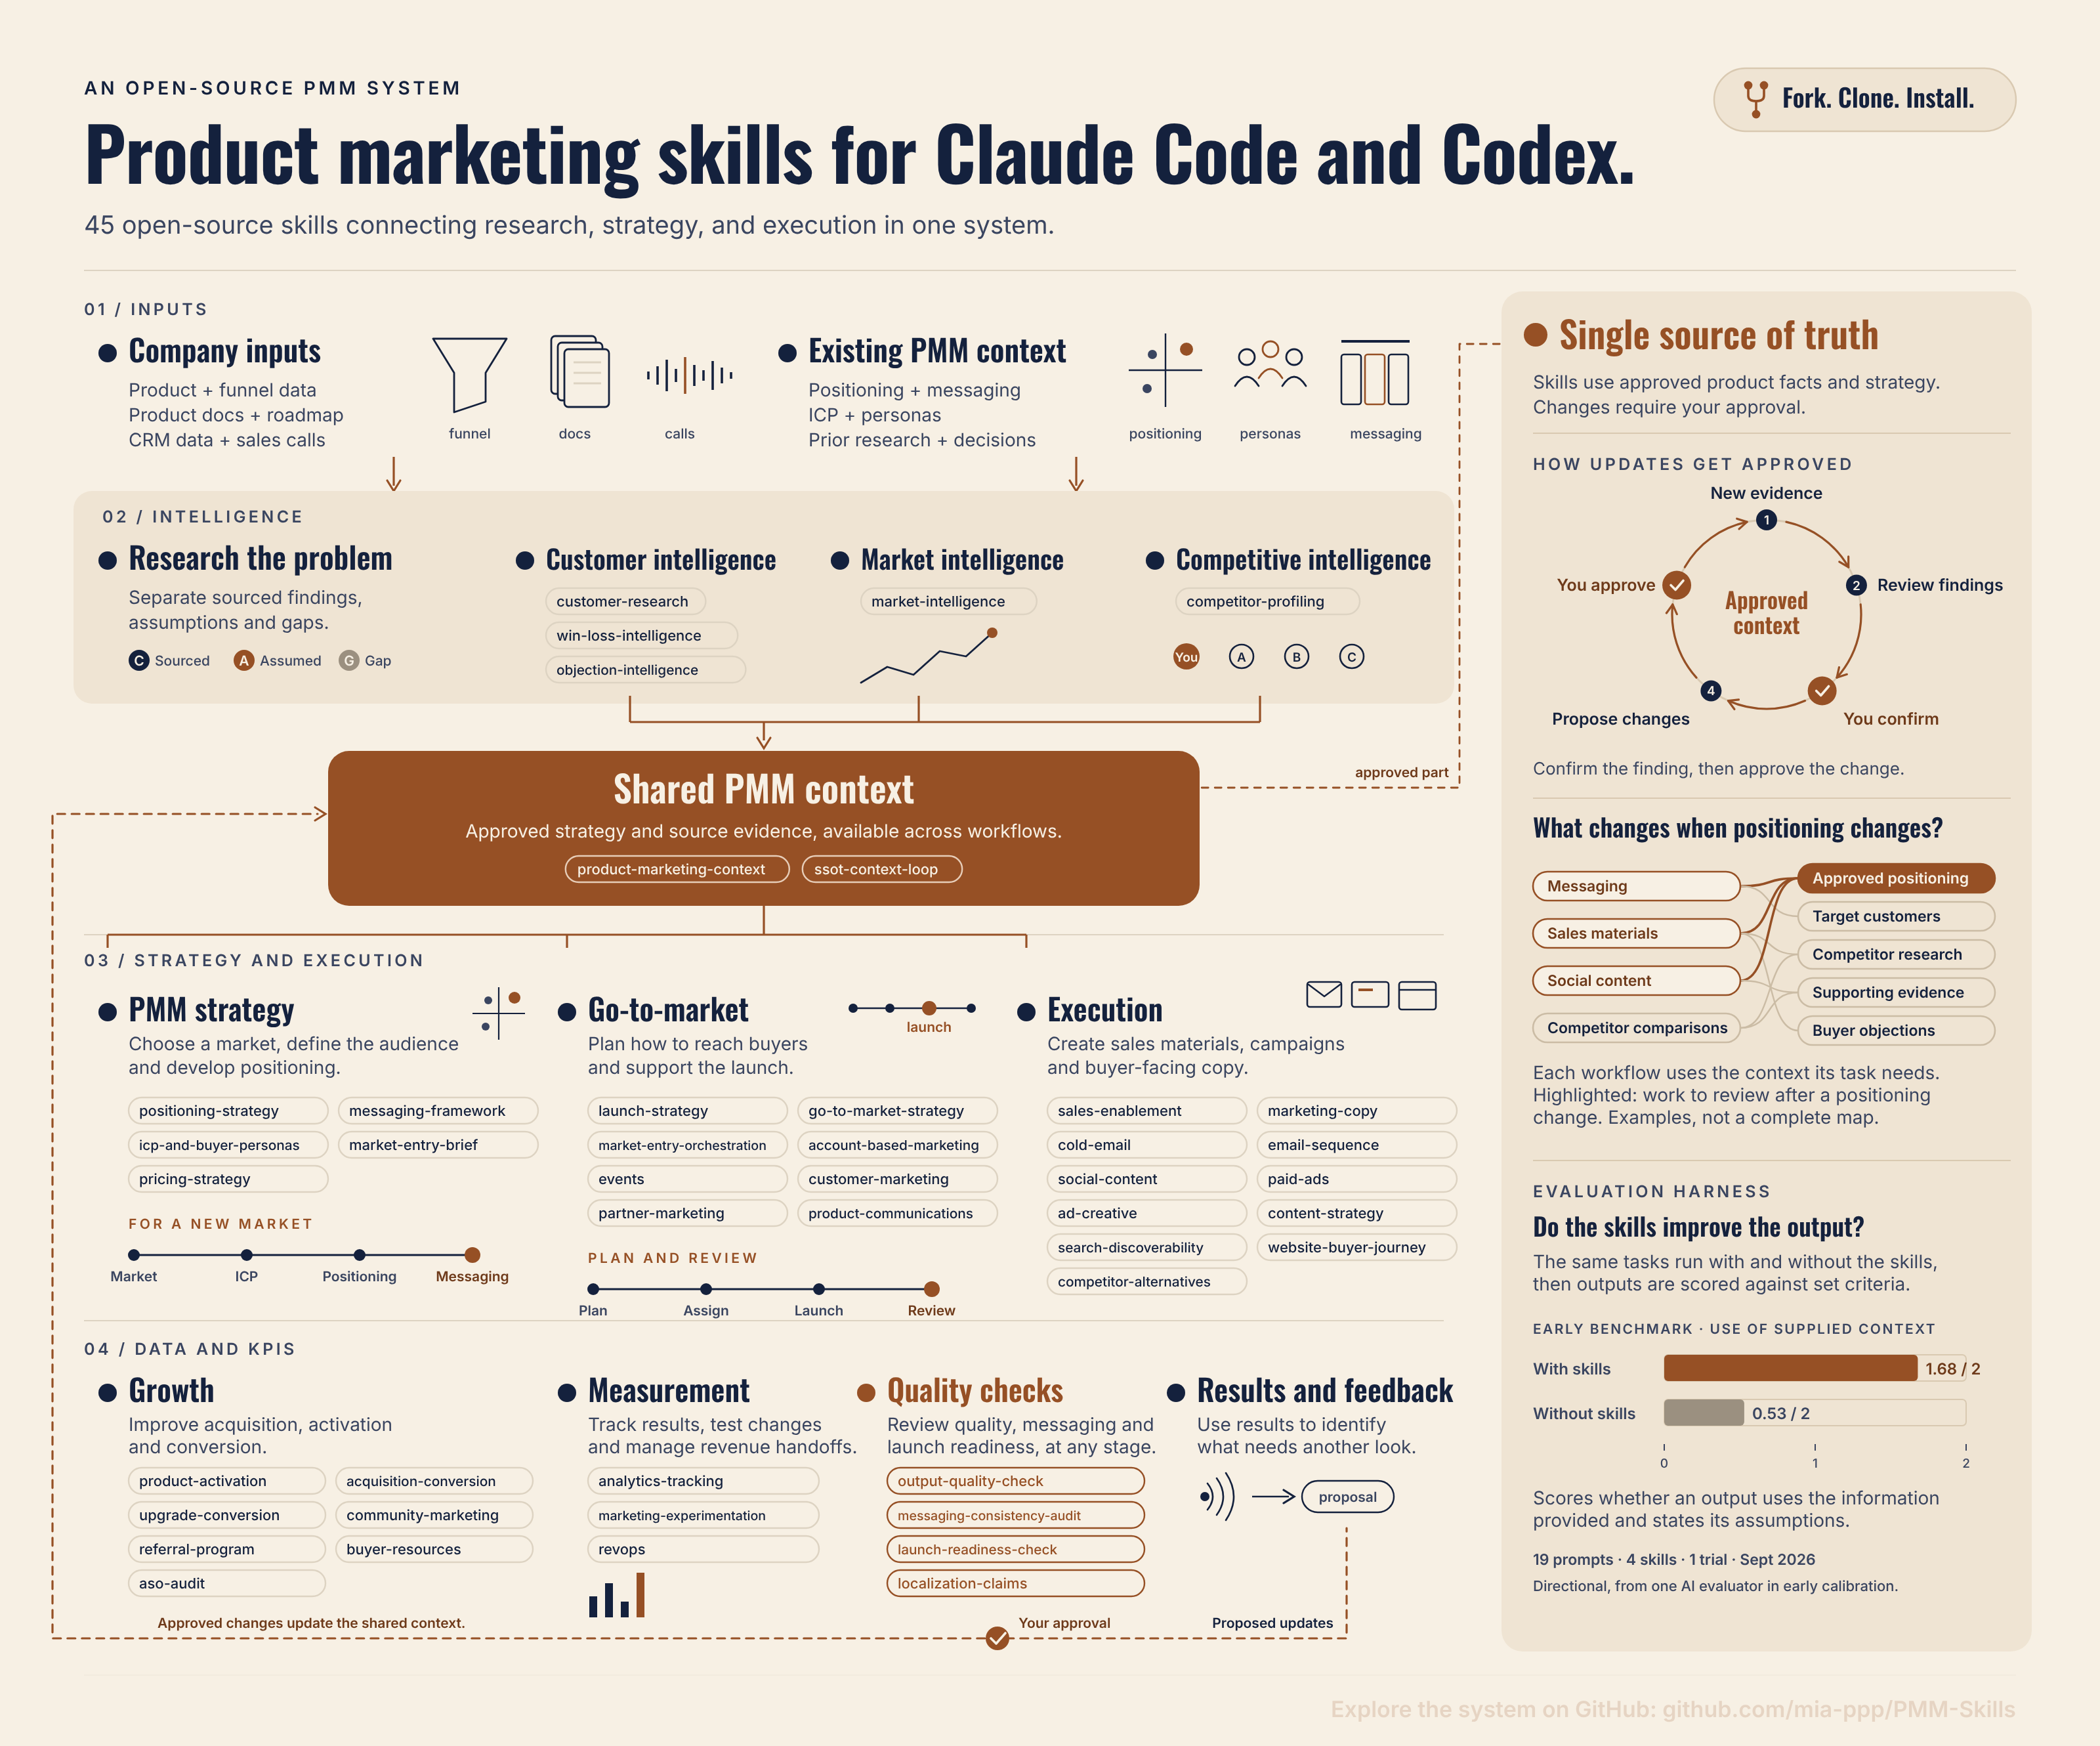 AN OPEN-SOURCE PMM SYSTEM
Fork. Clone. Install.
Product marketing skills for Claude Code and Codex.
45 open-source skills connecting research, strategy, and execution in one system.
01 / INPUTS
Company inputs
Product + funnel data
Product docs + roadmap
CRM data + sales calls
funnel
docs
calls
Existing PMM context
Positioning + messaging
ICP + personas
Prior research + decisions
positioning
personas
messaging
02 / INTELLIGENCE
Research the problem
Separate sourced findings,
assumptions and gaps.
C Sourced
A Assumed
G Gap
Customer intelligence
customer-research
win-loss-intelligence
objection-intelligence
Market intelligence
market-intelligence
Competitive intelligence
competitor-profiling
You
A
B
C
Shared PMM context
Approved strategy and source evidence, available across workflows.
product-marketing-context
ssot-context-loop
approved part
03 / STRATEGY AND EXECUTION
PMM strategy
Choose a market, define the audience
and develop positioning.
positioning-strategy
messaging-framework
icp-and-buyer-personas
market-entry-brief
pricing-strategy
FOR A NEW MARKET
Market
ICP
Positioning
Messaging
Go-to-market
launch
Plan how to reach buyers
and support the launch.
launch-strategy
go-to-market-strategy
market-entry-orchestration
account-based-marketing
events
customer-marketing
partner-marketing
product-communications
PLAN AND REVIEW
Plan
Assign
Launch
Review
Execution
Create sales materials, campaigns
and buyer-facing copy.
sales-enablement
marketing-copy
cold-email
email-sequence
social-content
paid-ads
ad-creative
content-strategy
search-discoverability
website-buyer-journey
competitor-alternatives
04 / DATA AND KPIS
Growth
Improve acquisition, activation
and conversion.
product-activation
acquisition-conversion
upgrade-conversion
community-marketing
referral-program
buyer-resources
aso-audit
Measurement
Track results, test changes
and manage revenue handoffs.
analytics-tracking
marketing-experimentation
revops
Quality checks
Review quality, messaging and
launch readiness, at any stage.
output-quality-check
messaging-consistency-audit
launch-readiness-check
localization-claims
Results and feedback
Use results to identify
what needs another look.
proposal
Approved changes update the shared context.
Your approval
Proposed updates
Single source of truth
Skills use approved product facts and strategy.
Changes require your approval.
HOW UPDATES GET APPROVED
New evidence
1
2 Review findings
You confirm
4
Propose changes
You approve
Approved
context
Confirm the finding, then approve the change.
What changes when positioning changes?
Messaging
Sales materials
Social content
Competitor comparisons
Approved positioning
Target customers
Competitor research
Supporting evidence
Buyer objections
Each workflow uses the context its task needs.
Highlighted: work to review after a positioning
change. Examples, not a complete map.
EVALUATION HARNESS
Do the skills improve the output?
The same tasks run with and without the skills,
then outputs are scored against set criteria.
EARLY BENCHMARK · USE OF SUPPLIED CONTEXT
With skills
1.68 / 2
Without skills
0.53 / 2
0
1
2
Scores whether an output uses the information
provided and states its assumptions.
19 prompts · 4 skills · 1 trial · Sept 2026
Directional, from one AI evaluator in early calibration.
Explore the system on GitHub: github.com/mia-ppp/PMM-Skills